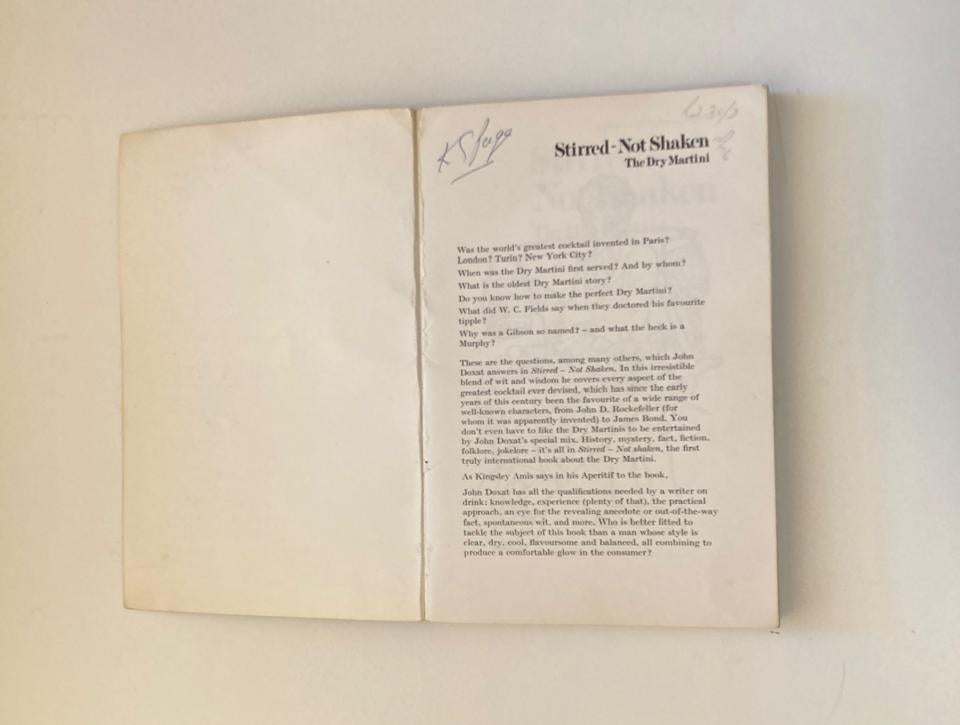 Stirred-Not Shaken
The Dry Martini
Was the world's greatest cocktail invented in Paris?
London? Turin? New York City?
When was the Dry Martini first served? And by whom?
What is the oldest Dry Martini story?
Do you know how to make the perfect Dry Martini?
What did W. C. Fields say when they doctored his favourite
tipple?
Why was a Gibson so named? – and what the heck is a
Murphy?
These are the questions, among many others, which John
Doxat answers in Stirred – Not Shaken. In this irresistible
blend of wit and wisdom he covers every aspect of the
greatest cocktail ever devised, which has since the early
years of this century been the favourite of a wide range of
well-known characters, from John D. Rockefeller (for
whom it was apparently invented) to James Bond. You
don't even have to like the Dry Martinis to be entertained
by John Doxat's special mix. History, mystery, fact, fiction,
folklore, jokelore – it's all in Stirred – Not shaken, the first
truly international book about the Dry Martini.
As Kingsley Amis says in his Aperitif to the book,
John Doxat has all the qualifications needed by a writer on
drink: knowledge, experience (plenty of that), the practical
approach, an eye for the revealing anecdote or out-of-the-way
fact, spontaneous wit, and more. Who is better fitted to
tackle the subject of this book than a man whose style is
clear, dry, cool, flavoursome and balanced, all combining to
produce a comfortable glow in the consumer?